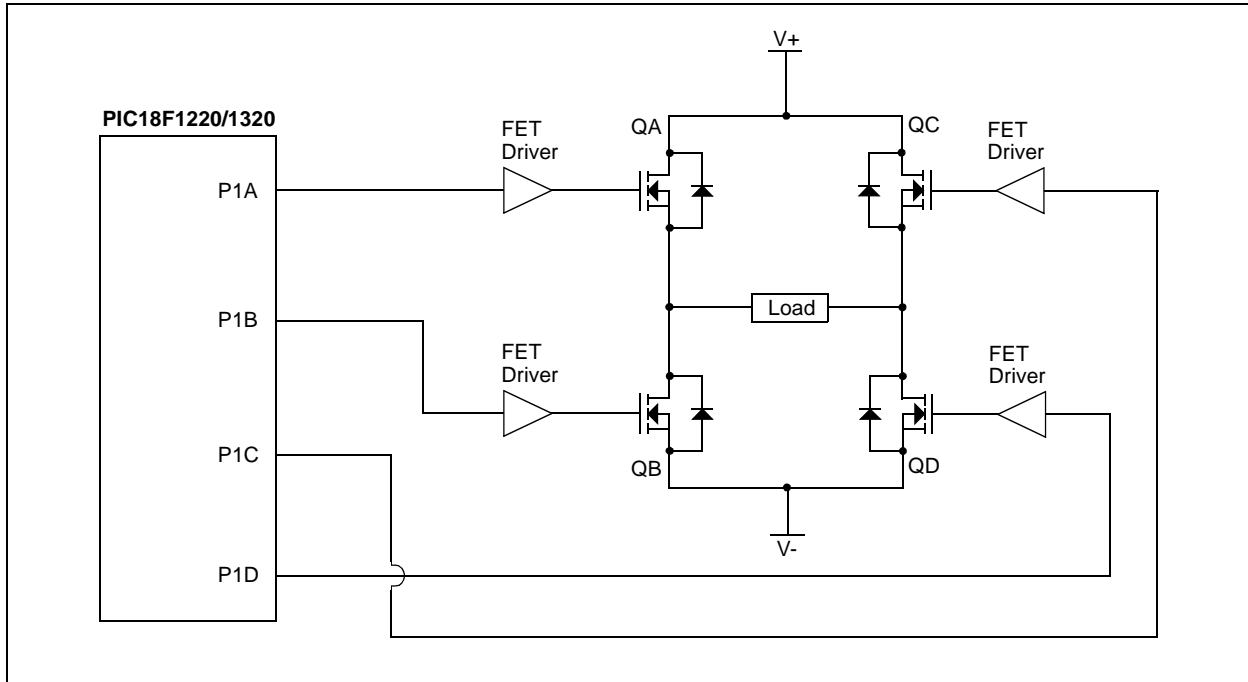 V+
PIC18F1220/1320
FET
Driver
QA
QC
FET
Driver
P1A
P1B
Load
FET
Driver
FET
Driver
P1C
QB
QD
V-
P1D